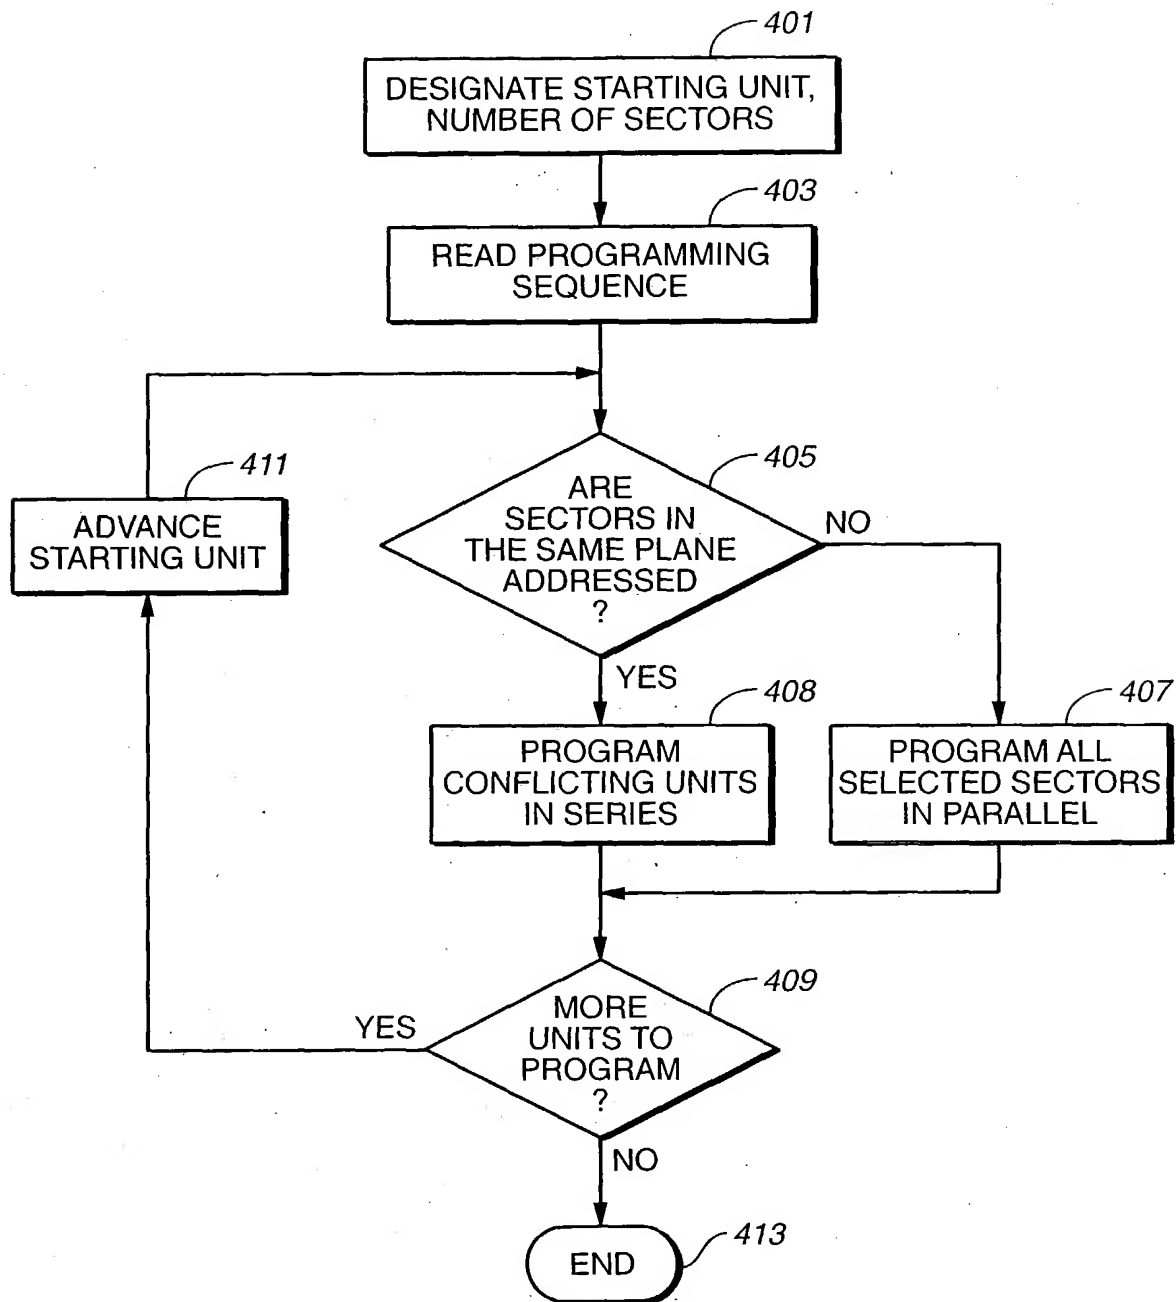 401
DESIGNATE STARTING UNIT,
NUMBER OF SECTORS
403
READ PROGRAMMING
SEQUENCE
411
ADVANCE
STARTING UNIT
405
ARE
SECTORS IN
THE SAME PLANE
ADDRESSED
?
NO
YES
408
PROGRAM
CONFLICTING UNITS
IN SERIES
407
PROGRAM ALL
SELECTED SECTORS
IN PARALLEL
409
MORE
UNITS TO
PROGRAM
?
YES
NO
END
413